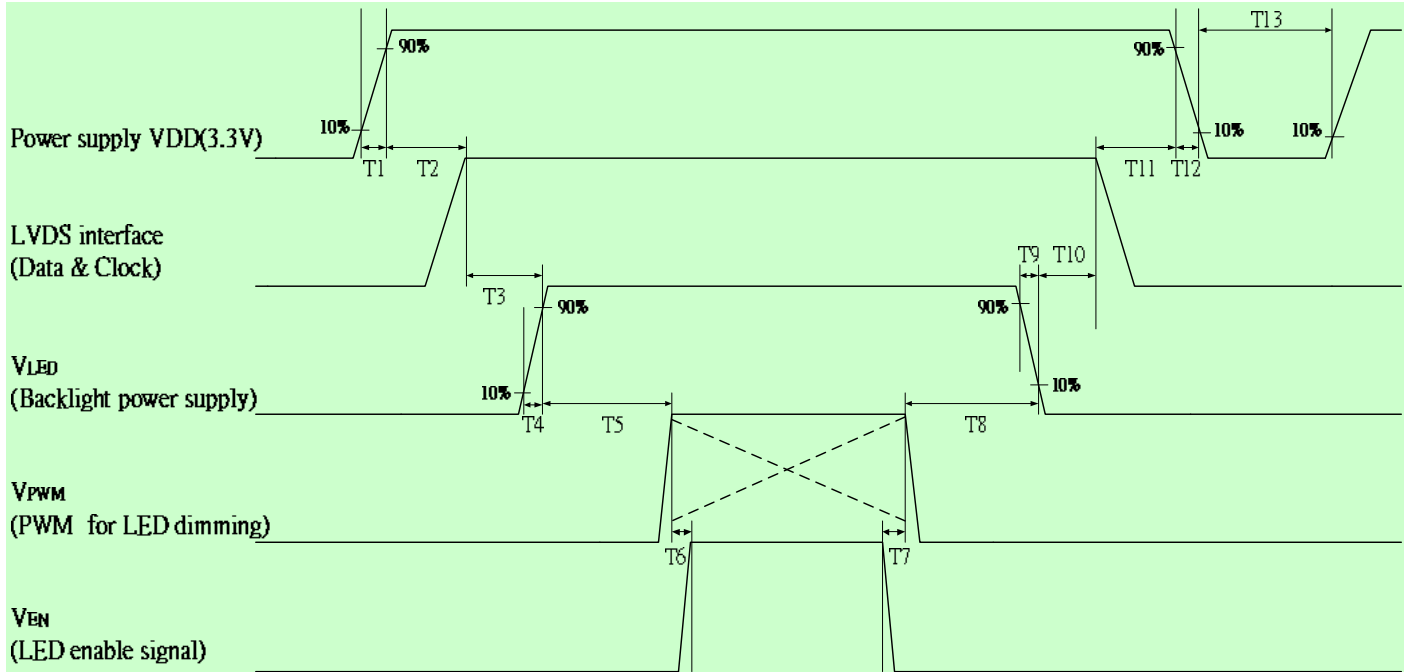 T13
90%
90%
Power supply VDD(3.3V)
10%
10%
10%
T1
T2
T11
T12
LVDS interface
(Data & Clock)
T9
T10
T3
90%
90%
VLED
(Backlight power supply)
10%
10%
T4
T5
T8
VPWM
(PWM for LED dimming)
T6
T7
VEN
(LED enable signal)